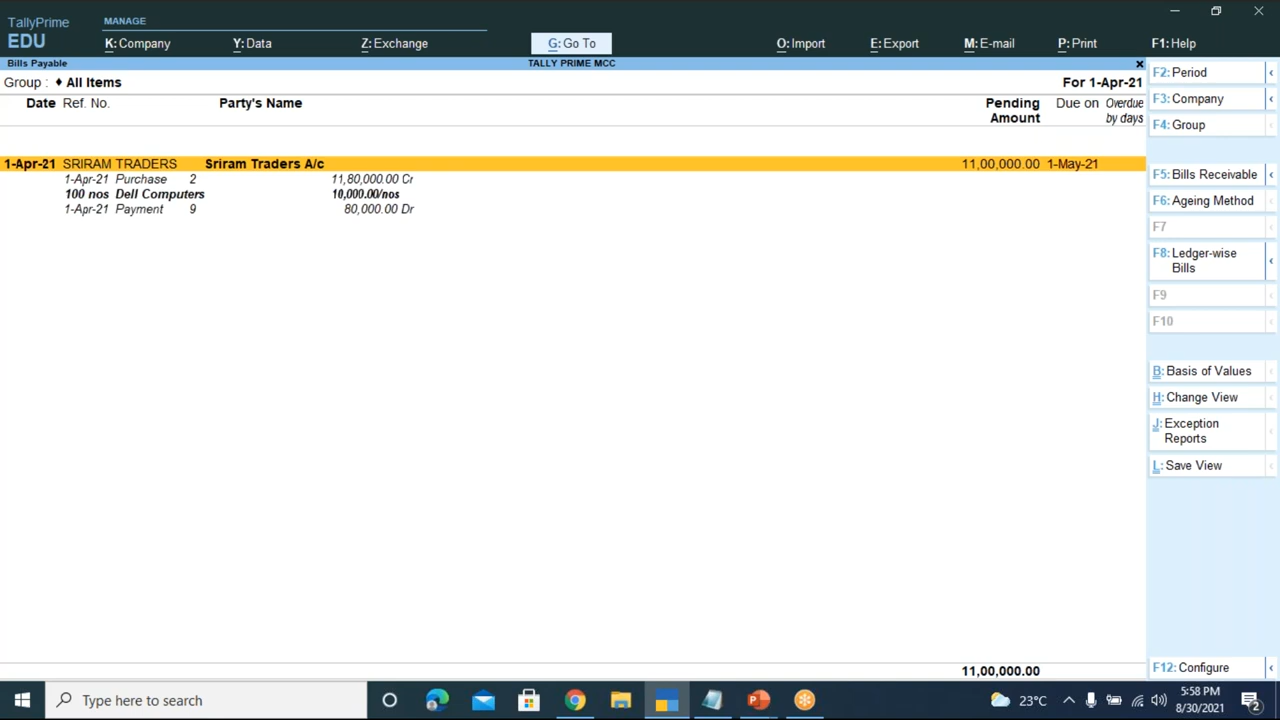 TallyPrime
EDU
MANAGE
K: Company Y: Data Z: Exchange G: Go To O: Import E: Export M: E-mail P: Print F1: Help
Bills Payable TALLY PRIME MCC ×
Group : ♦ All Items For 1-Apr-21
Date Ref. No. Party's Name Pending Amount Due on Overdue by days
1-Apr-21 SRIRAM TRADERS Sriram Traders A/c 11,00,000.00 1-May-21
1-Apr-21 Purchase 2 11,80,000.00 Cr
100 nos Dell Computers 10,000.00/nos
1-Apr-21 Payment 9 80,000.00 Dr
11,00,000.00
F2: Period
F3: Company
F4: Group
F5: Bills Receivable
F6: Ageing Method
F7
F8: Ledger-wise
Bills
F9
F10
B: Basis of Values
H: Change View
J: Exception
Reports
L: Save View
F12: Configure
Type here to search
23°C
5:58 PM
8/30/2021
2